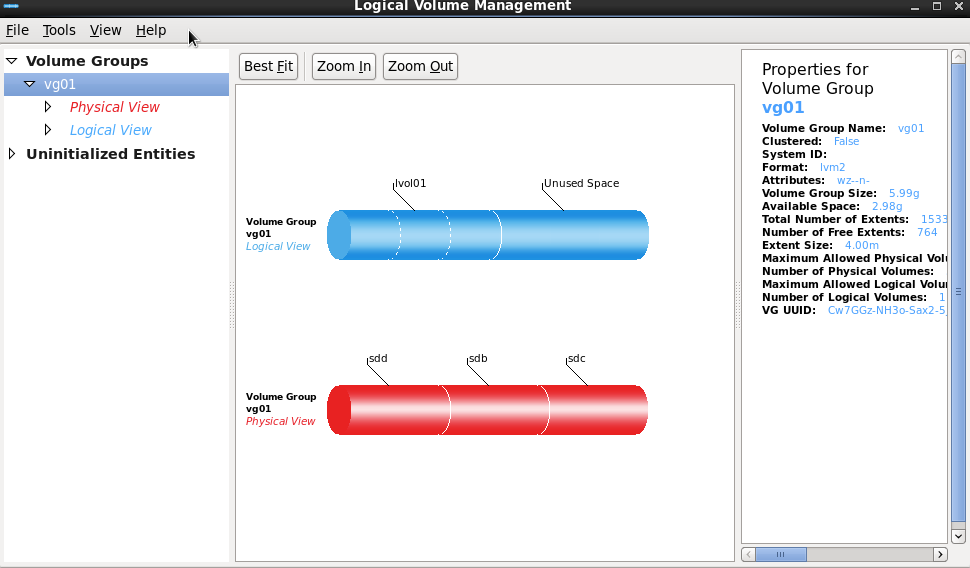 Logical Volume Management
File Tools View Help
Volume Groups
vg01
Physical View
Logical View
Uninitialized Entities
Best Fit Zoom In Zoom Out
lvol01 Unused Space
Volume Group
vg01
Logical View
sdd sdb sdc
Volume Group
vg01
Physical View
Properties for
Volume Group
vg01
Volume Group Name: vg01
Clustered: False
System ID:
Format: lvm2
Attributes: wz--n-
Volume Group Size: 5.99g
Available Space: 2.98g
Total Number of Extents: 1533
Number of Free Extents: 764
Extent Size: 4.00m
Maximum Allowed Physical Volu
Number of Physical Volumes:
Maximum Allowed Logical Volu
Number of Logical Volumes: 1
VG UUID: Cw7GGz-NH3o-Sax2-5